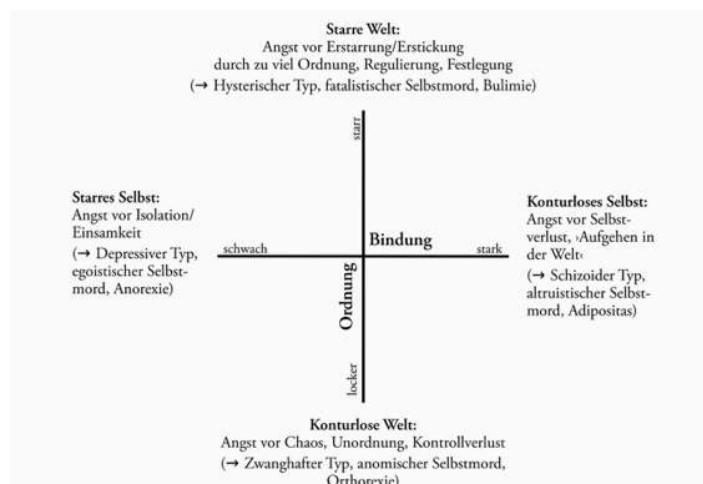 Starre Welt:
Angst vor Erstarrung/Erstickung
durch zu viel Ordnung, Regulierung, Festlegung
(→ Hysterischer Typ, fatalistischer Selbstmord, Bulimie)
starr
Starres Selbst:
Angst vor Isolation/
Einsamkeit
(→ Depressiver Typ,
egoistischer Selbst-
mord, Anorexie)
schwach
Bindung
stark
Konturloses Selbst:
Angst vor Selbst-
verlust, ›Aufgehen in
der Welt‹
(→ Schizoider Typ,
altruistischer Selbst-
mord, Adipositas)
Ordnung
locker
Konturlose Welt:
Angst vor Chaos, Unordnung, Kontrollverlust
(→ Zwanghafter Typ, anomischer Selbstmord,
Orthorexie)